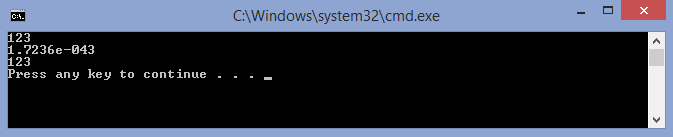 C:\Windows\system32\cmd.exe
123
1.7236e-043
123
Press any key to continue . . .